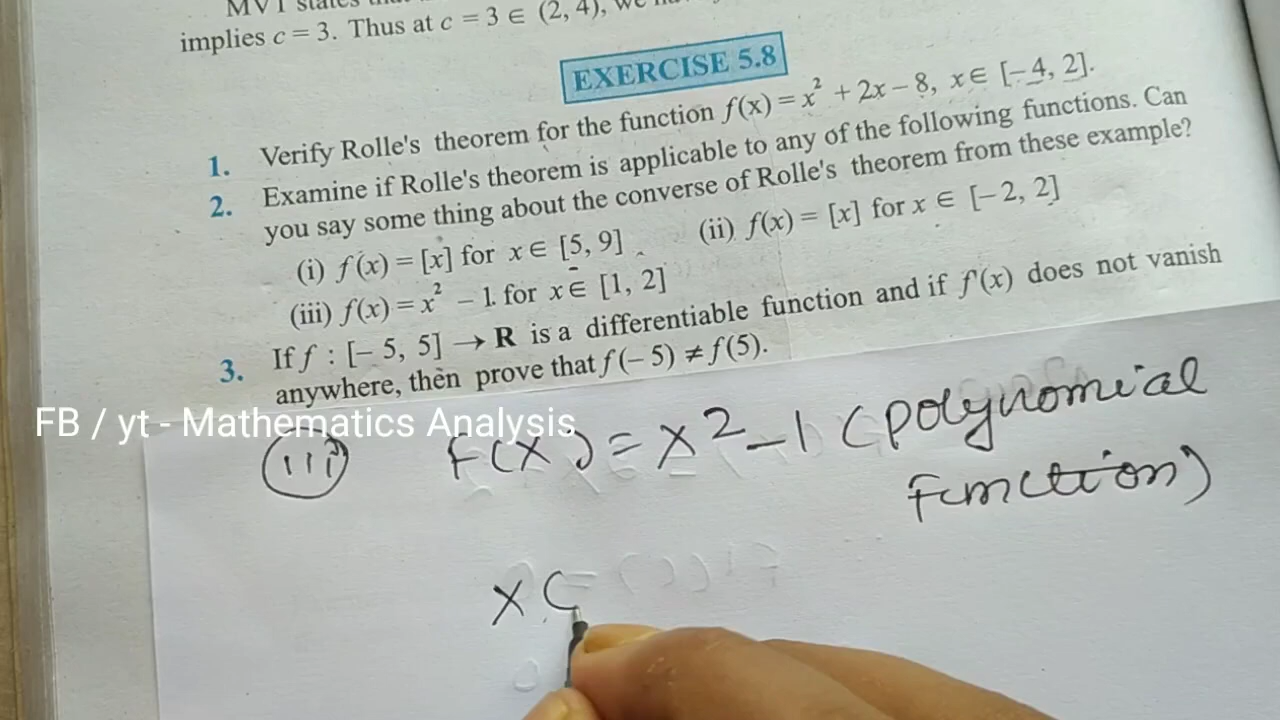 MVT states that
implies c = 3. Thus at c = 3 ∈ (2, 4), we
EXERCISE 5.8
1. Verify Rolle's theorem for the function f(x) = x² + 2x – 8, x ∈ [– 4, 2].
2. Examine if Rolle's theorem is applicable to any of the following functions. Can
you say some thing about the converse of Rolle's theorem from these example?
(i) f(x) = [x] for x ∈ [5, 9] (ii) f(x) = [x] for x ∈ [– 2, 2]
(iii) f(x) = x² – 1 for x ∈ [1, 2]
3. If f : [– 5, 5] → R is a differentiable function and if f′(x) does not vanish
anywhere, then prove that f(– 5) ≠ f(5).
FB / yt - Mathematics Analysis
(iii) f(x) = x² – 1 (polynomial
function)
x